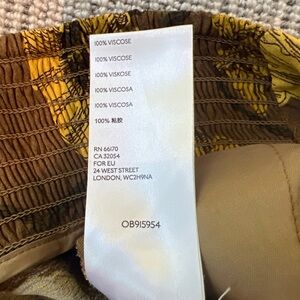 100% VISCOSE
100% VISCOSE
100% VISKOSE
100% VISCOSA
100% VISCOSA
100% 粘胶
RN 66170
CA 32054
FOR EU
24 WEST STREET
LONDON, WC2H9NA
OB915954